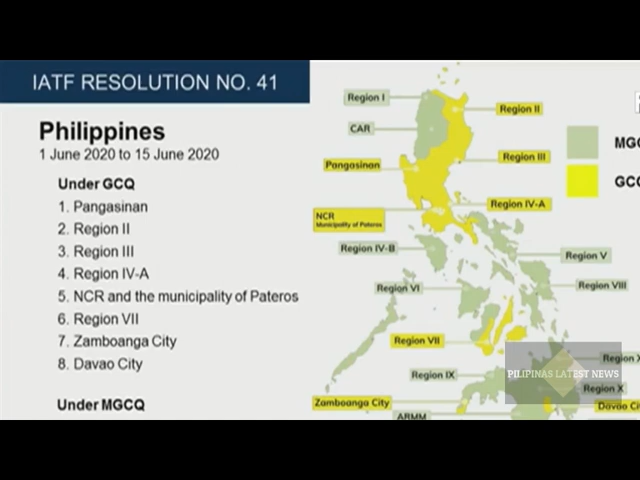 IATF RESOLUTION NO. 41
Philippines
1 June 2020 to 15 June 2020
Under GCQ
1. Pangasinan
2. Region II
3. Region III
4. Region IV-A
5. NCR and the municipality of Pateros
6. Region VII
7. Zamboanga City
8. Davao City
Under MGCQ
Region I
Region II
CAR
Region III
Pangasinan
Region IV-A
NCR
Municipality of Pateros
Region IV-B
Region V
Region VI
Region VIII
Region VII
Region IX
Region X
Zamboanga City
ARMM
MGC
GCC
PILIPINAS LATEST NEWS